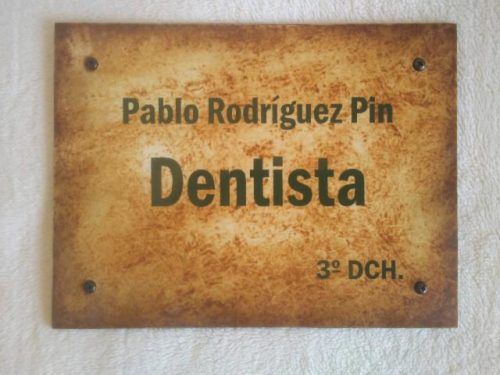 Pablo Rodríguez Pin
Dentista
3º DCH.